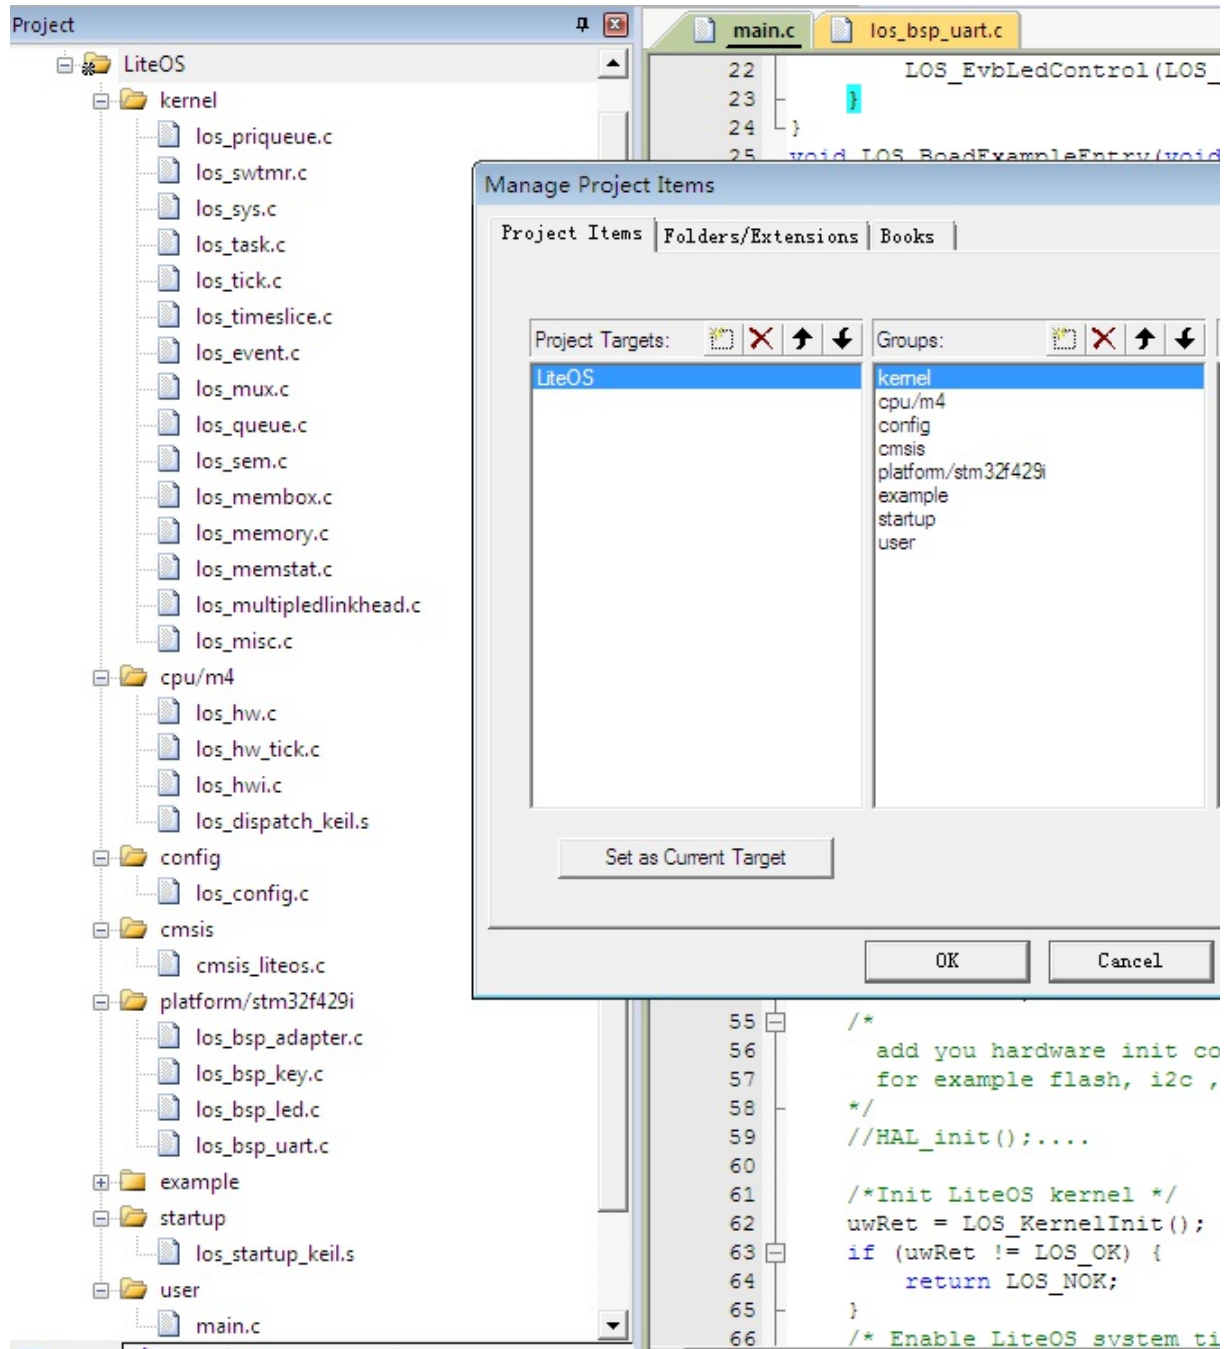 Project
LiteOS
kernel
los_priqueue.c
los_swtmr.c
los_sys.c
los_task.c
los_tick.c
los_timeslice.c
los_event.c
los_mux.c
los_queue.c
los_sem.c
los_membox.c
los_memory.c
los_memstat.c
los_multipledlinkhead.c
los_misc.c
cpu/m4
los_hw.c
los_hw_tick.c
los_hwi.c
los_dispatch_keil.s
config
los_config.c
cmsis
cmsis_liteos.c
platform/stm32f429i
los_bsp_adapter.c
los_bsp_key.c
los_bsp_led.c
los_bsp_uart.c
example
startup
los_startup_keil.s
user
main.c
main.c los_bsp_uart.c
22 LOS_EvbLedControl(LOS_
23 }
24 }
25 void LOS_BoadExampleEntry(void
Manage Project Items
Project Items Folders/Extensions Books
Project Targets:
LiteOS
Groups:
kernel
cpu/m4
config
cmsis
platform/stm32f429i
example
startup
user
Set as Current Target
OK Cancel
55 /*
56 add you hardware init co
57 for example flash, i2c ,
58 */
59 //HAL_init();....
60
61 /*Init LiteOS kernel */
62 uwRet = LOS_KernelInit();
63 if (uwRet != LOS_OK) {
64 return LOS_NOK;
65 }
66 /* Enable LiteOS system ti